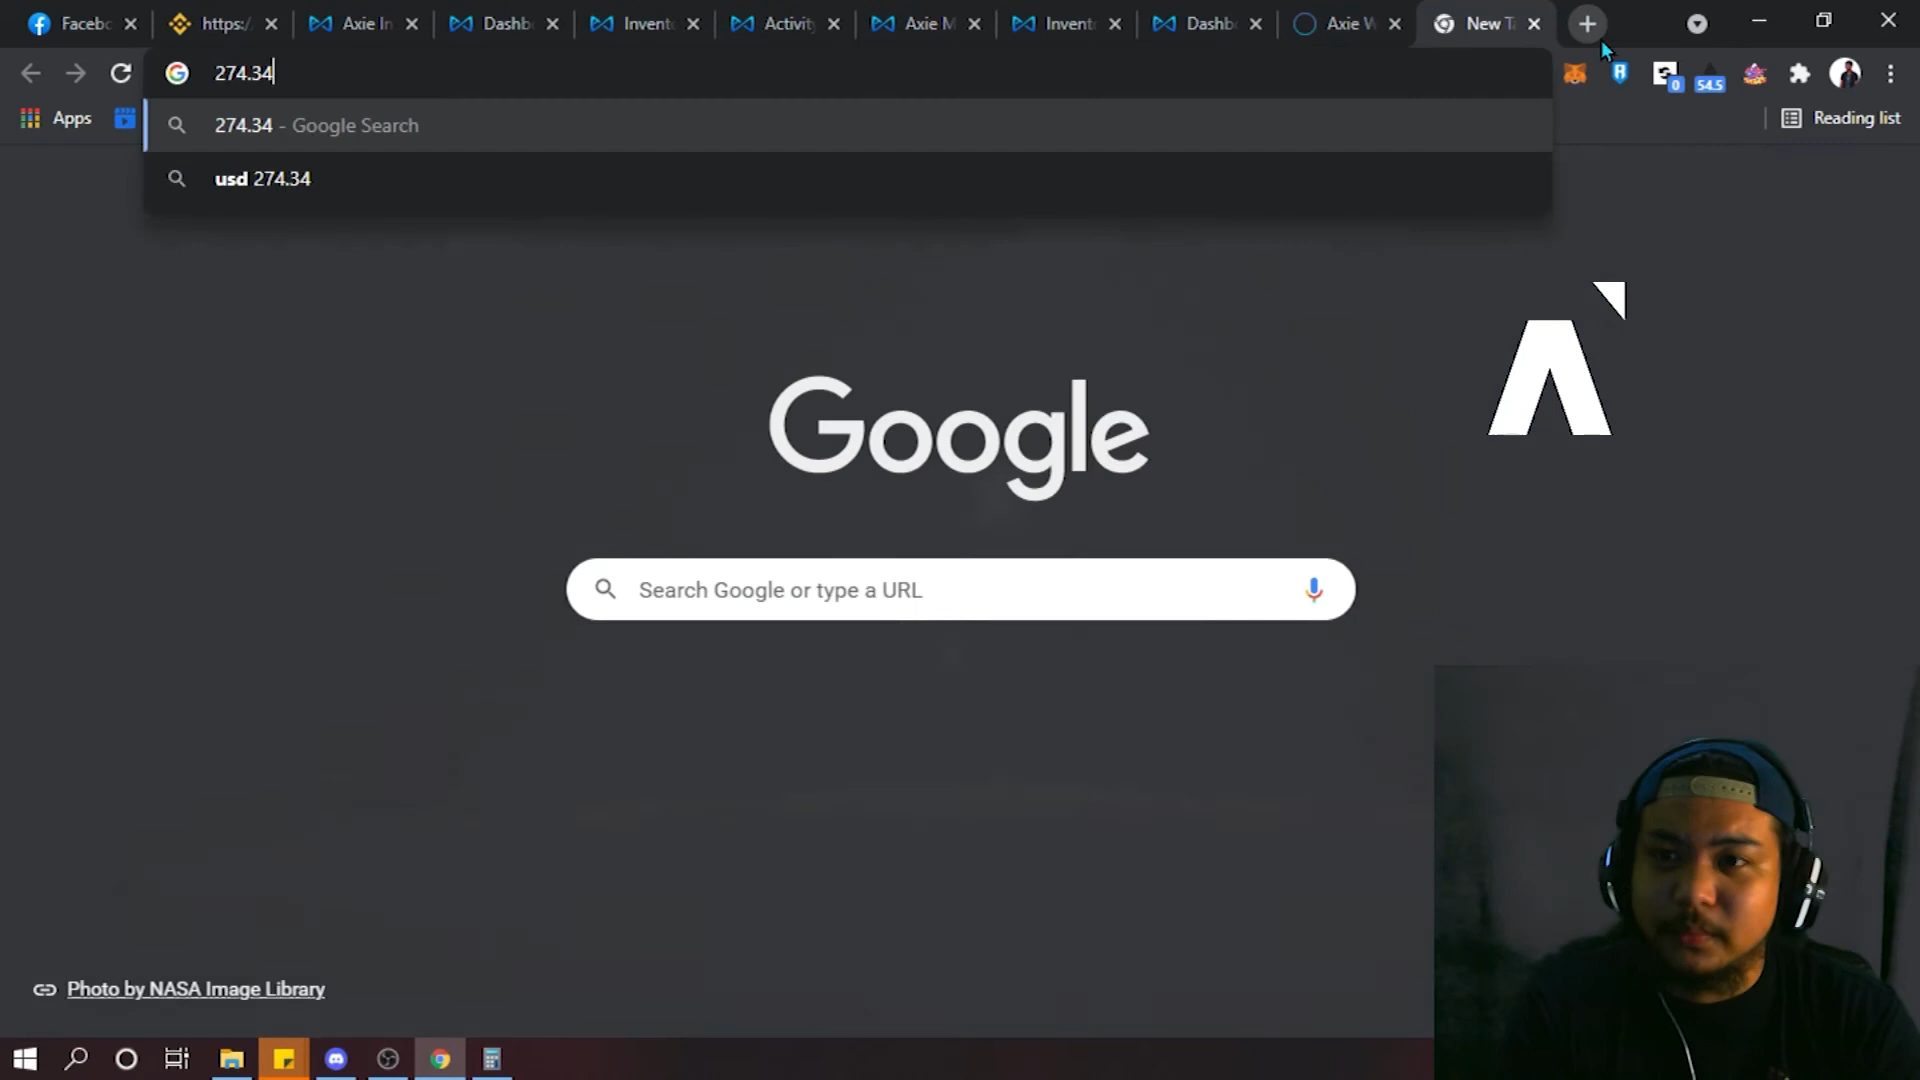 Facebo
https:/
Axie In
Dashb
Invent
Activity
Axie M
Invent
Dashb
Axie W
New T
274.34
0
54.5
Apps
Reading list
274.34 - Google Search
usd 274.34
Google
Search Google or type a URL
Photo by NASA Image Library